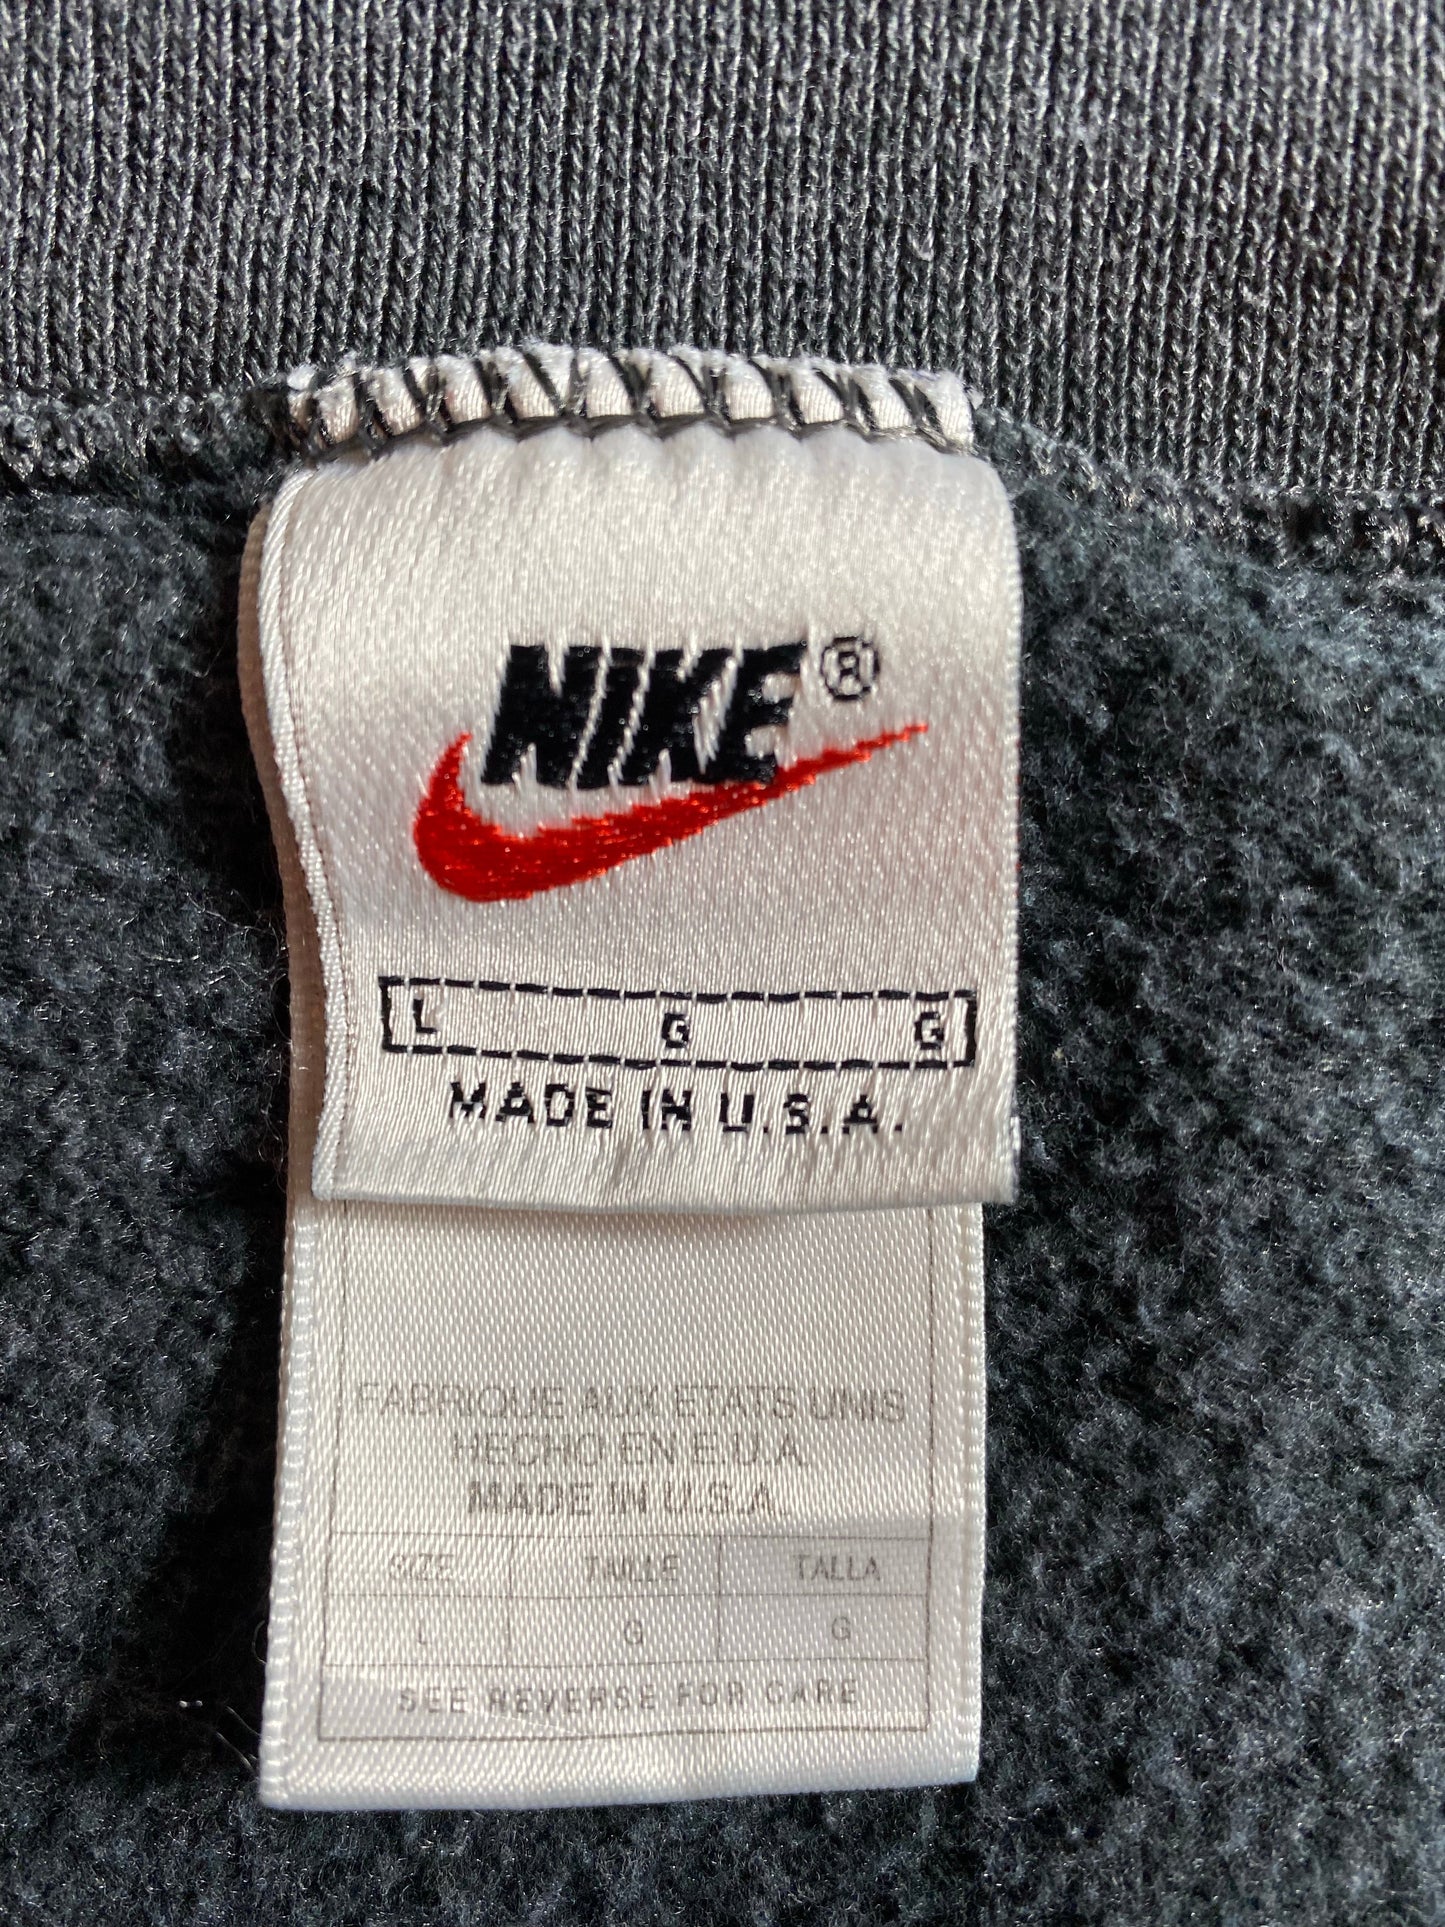 NIKE®
L G G
MADE IN U.S.A.
FABRIQUE AUX ETATS UNIS
HECHO EN E.U.A
MADE IN U.S.A.
SIZE TAILLE TALLA
L G G
SEE REVERSE FOR CARE